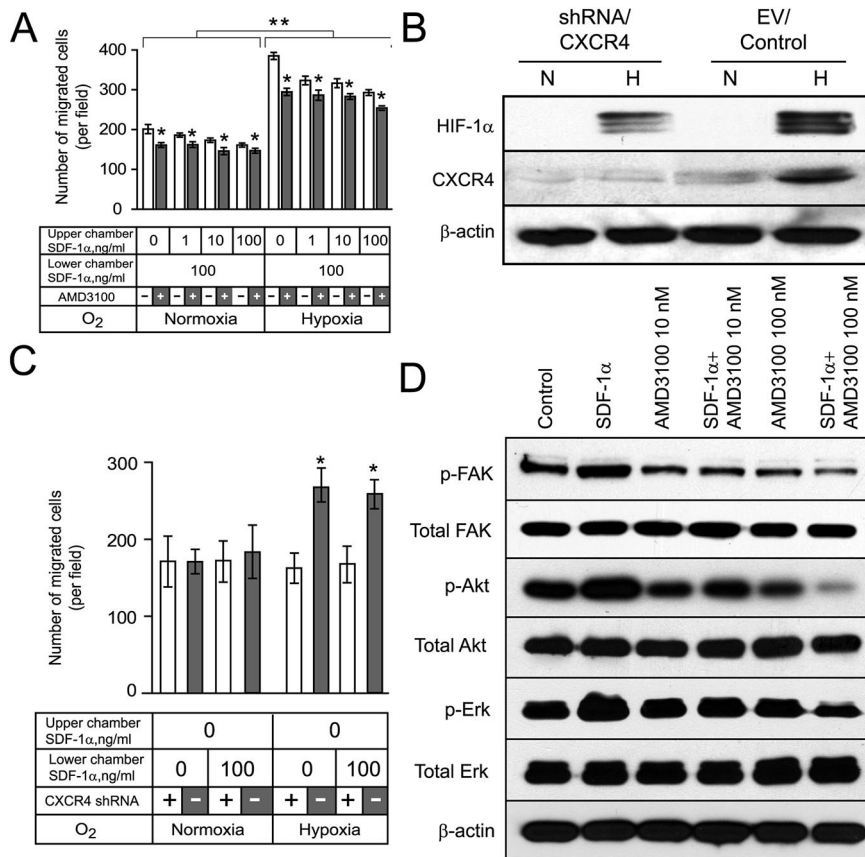 A
**
Number of migrated cells
(per field)
400
300
200
100
0
* * * * * * * *
Upper chamber
SDF-1α,ng/ml
0 1 10 100 0 1 10 100
Lower chamber
SDF-1α,ng/ml
100 100
AMD3100
− + − + − + − + − + − + − + − +
O2 Normoxia Hypoxia
B
shRNA/
CXCR4
EV/
Control
N H N H
HIF-1α
CXCR4
β-actin
C
Number of migrated cells
(per field)
300
200
100
0
* *
Upper chamber
SDF-1α,ng/ml
0 0
Lower chamber
SDF-1α,ng/ml
0 100 0 100
CXCR4 shRNA
+ − + − + − + −
O2 Normoxia Hypoxia
D
Control
SDF-1α
AMD3100 10 nM
SDF-1α+
AMD3100 10 nM
AMD3100 100 nM
SDF-1α+
AMD3100 100 nM
p-FAK
Total FAK
p-Akt
Total Akt
p-Erk
Total Erk
β-actin